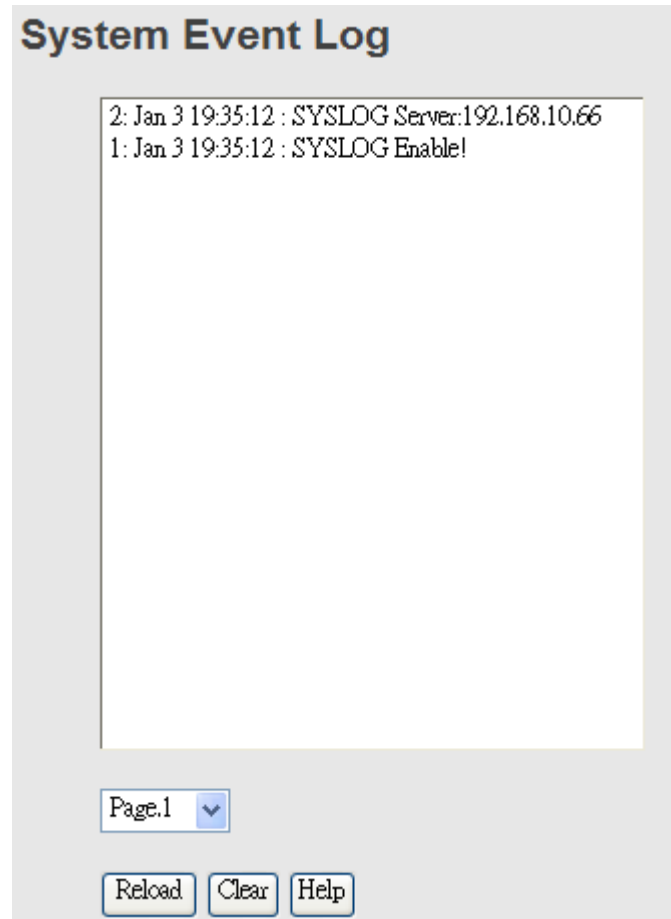 System Event Log
2: Jan 3 19:35:12 : SYSLOG Server:192.168.10.66
1: Jan 3 19:35:12 : SYSLOG Enable!
Page.1
Reload Clear Help